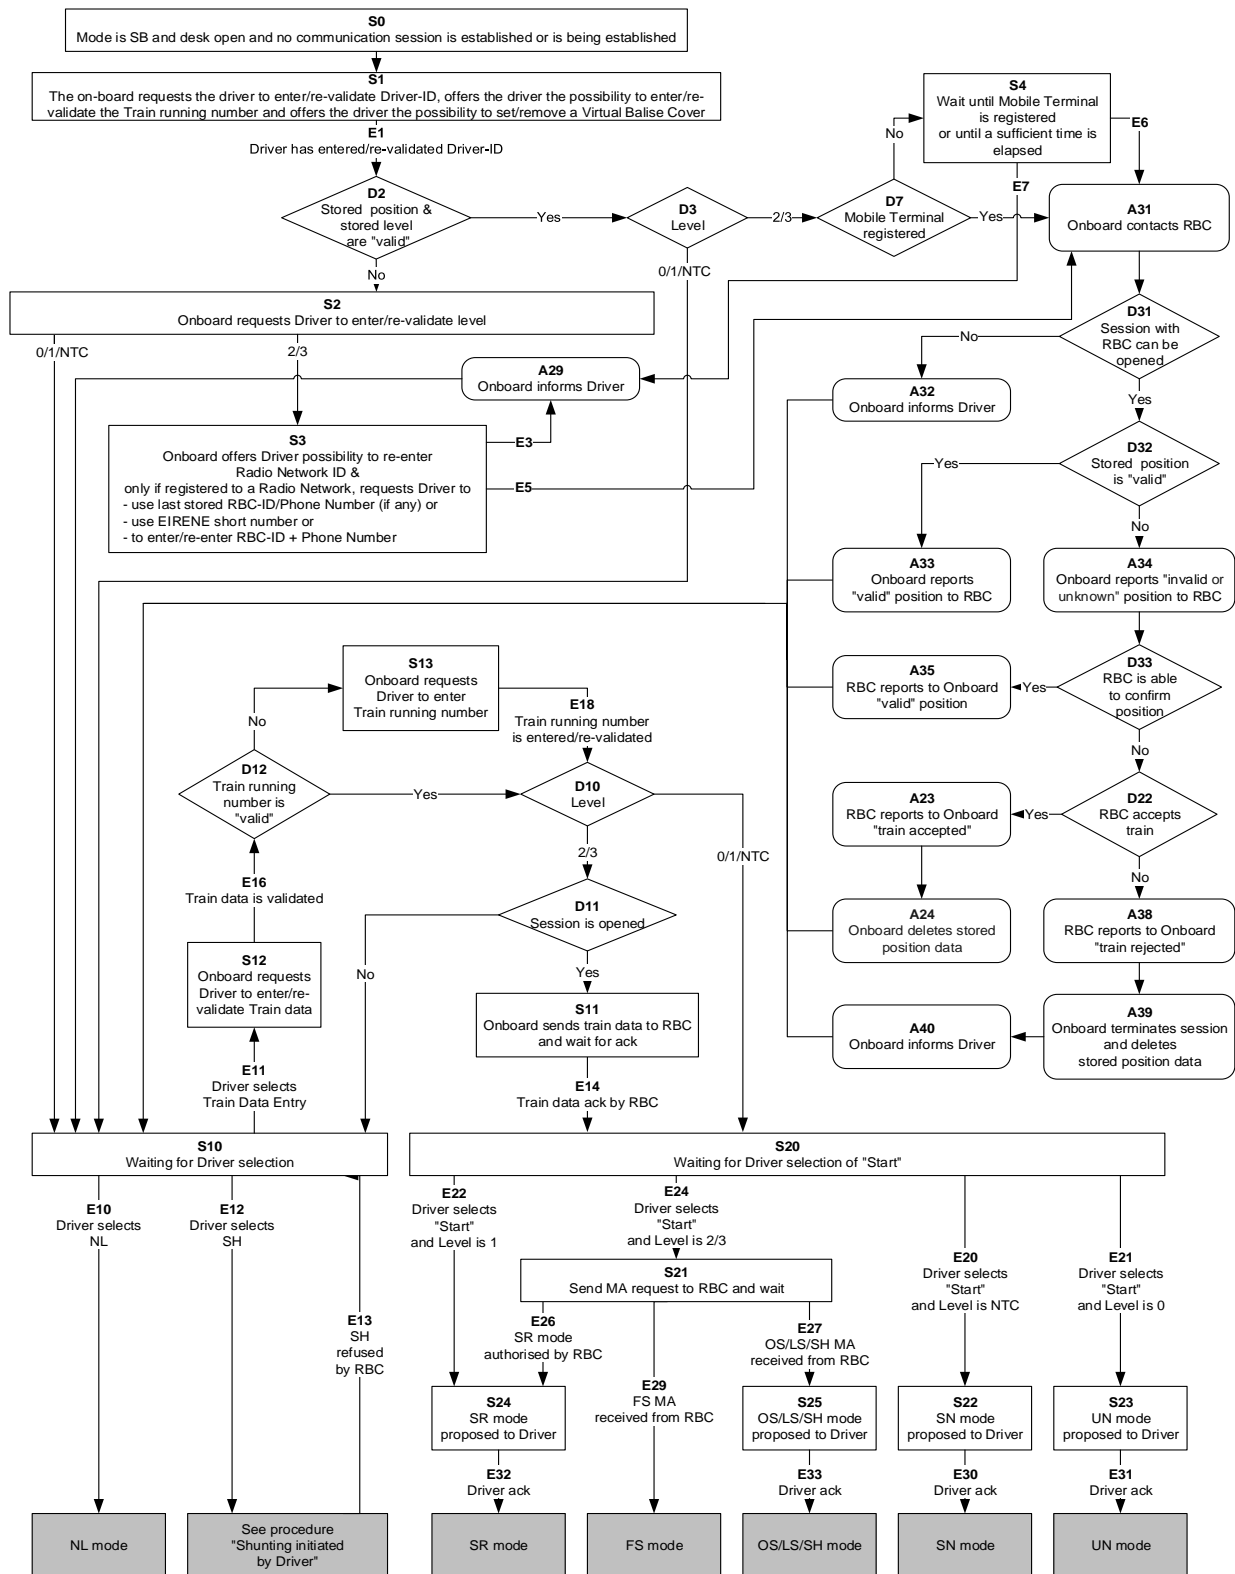 S0
Mode is SB and desk open and no communication session is established or is being established
S1
The on-board requests the driver to enter/re-validate Driver-ID, offers the driver the possibility to enter/re-
validate the Train running number and offers the driver the possibility to set/remove a Virtual Balise Cover
E1
Driver has entered/re-validated Driver-ID
S4
Wait until Mobile Terminal
is registered
or until a sufficient time is
elapsed
No
E6
E7
D2
Stored position &
stored level
are "valid"
Yes
D3
Level
2/3
D7
Mobile Terminal
registered
Yes
A31
Onboard contacts RBC
No
0/1/NTC
S2
Onboard requests Driver to enter/re-validate level
0/1/NTC
2/3
D31
Session with
RBC can be
opened
No
Yes
A29
Onboard informs Driver
A32
Onboard informs Driver
S3
Onboard offers Driver possibility to re-enter
Radio Network ID &
only if registered to a Radio Network, requests Driver to
- use last stored RBC-ID/Phone Number (if any) or
- use EIRENE short number or
- to enter/re-enter RBC-ID + Phone Number
E3
E5
D32
Stored position
is "valid"
Yes
No
A33
Onboard reports
"valid" position to RBC
A34
Onboard reports "invalid or
unknown" position to RBC
S13
Onboard requests
Driver to enter
Train running number
E18
Train running number
is entered/re-validated
A35
RBC reports to Onboard
"valid" position
Yes
D33
RBC is able
to confirm
position
No
No
D12
Train running
number is
"valid"
Yes
D10
Level
2/3
0/1/NTC
A23
RBC reports to Onboard
"train accepted"
Yes
D22
RBC accepts
train
No
E16
Train data is validated
D11
Session is opened
No
Yes
A24
Onboard deletes stored
position data
A38
RBC reports to Onboard
"train rejected"
S12
Onboard requests
Driver to enter/re-
validate Train data
S11
Onboard sends train data to RBC
and wait for ack
A40
Onboard informs Driver
A39
Onboard terminates session
and deletes
stored position data
E11
Driver selects
Train Data Entry
E14
Train data ack by RBC
S10
Waiting for Driver selection
S20
Waiting for Driver selection of "Start"
E10
Driver selects
NL
E12
Driver selects
SH
E13
SH
refused
by RBC
E22
Driver selects
"Start"
and Level is 1
E24
Driver selects
"Start"
and Level is 2/3
E20
Driver selects
"Start"
and Level is NTC
E21
Driver selects
"Start"
and Level is 0
S21
Send MA request to RBC and wait
E26
SR mode
authorised by RBC
E29
FS MA
received from RBC
E27
OS/LS/SH MA
received from RBC
S24
SR mode
proposed to Driver
S25
OS/LS/SH mode
proposed to Driver
S22
SN mode
proposed to Driver
S23
UN mode
proposed to Driver
E32
Driver ack
E33
Driver ack
E30
Driver ack
E31
Driver ack
NL mode
See procedure
"Shunting initiated
by Driver"
SR mode
FS mode
OS/LS/SH mode
SN mode
UN mode